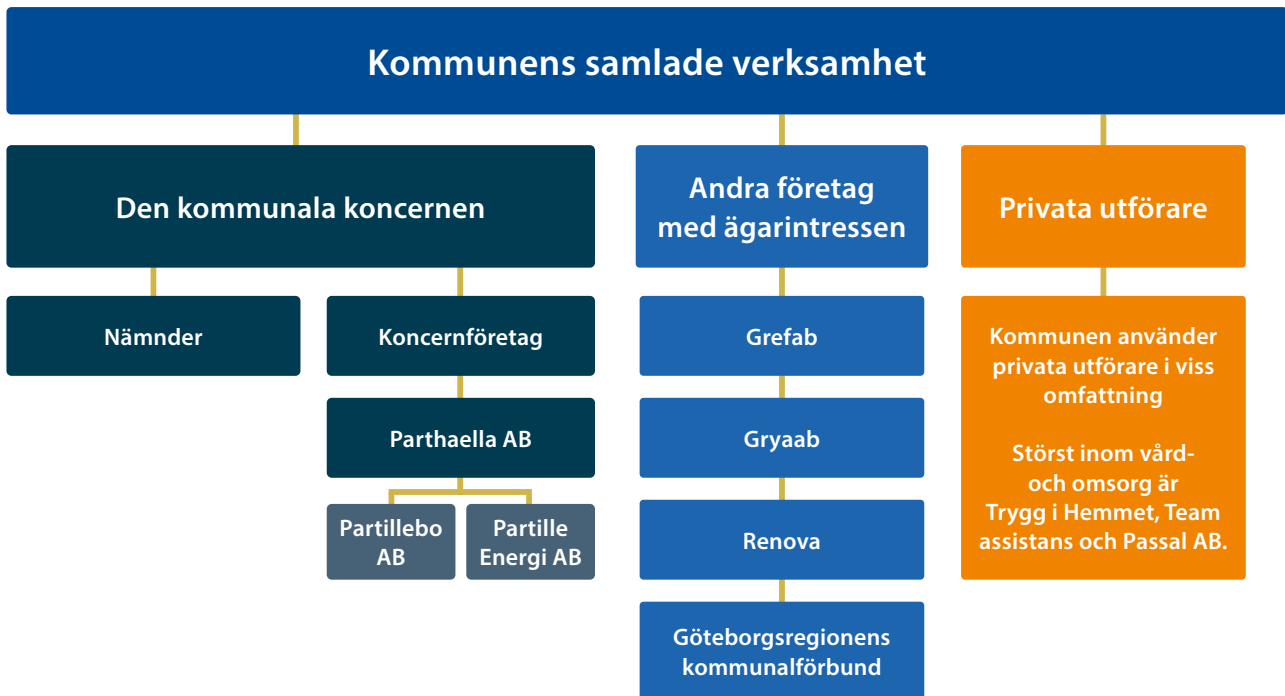 Kommunens samlade verksamhet
Den kommunala koncernen
Nämnder
Koncernföretag
Parthaella AB
Partillebo
AB
Partille
Energi AB
Andra företag
med ägarintressen
Grefab
Gryaab
Renova
Göteborgsregionens
kommunalförbund
Privata utförare
Kommunen använder
privata utförare i viss
omfattning
Störst inom vård-
och omsorg är
Trygg i Hemmet, Team
assistans och Passal AB.